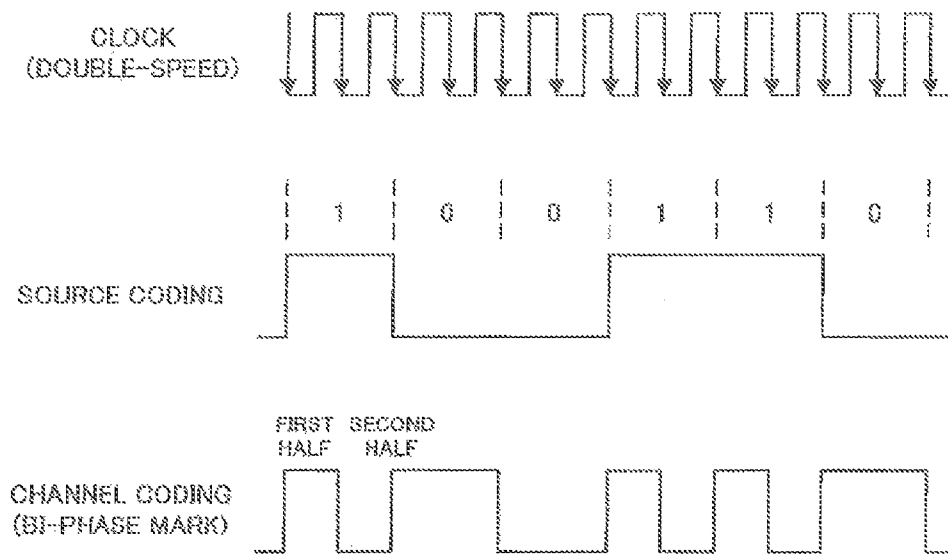 CLOCK
(DOUBLE-SPEED)
1 0 0 1 1 0
SOURCE CODING
FIRST SECOND
HALF HALF
CHANNEL CODING
(BI-PHASE MARK)